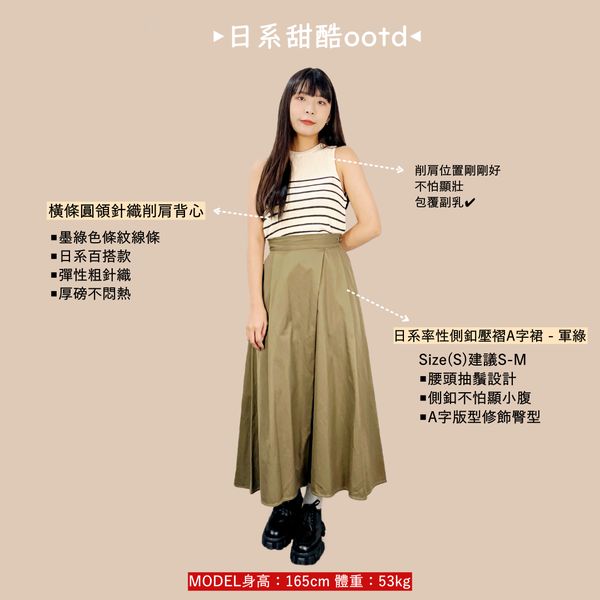 ▶日系甜酷ootd◀
削肩位置剛剛好
不怕顯壯
包覆副乳✔
橫條圓領針織削肩背心
▪墨綠色條紋線條
▪日系百搭款
▪彈性粗針織
▪厚磅不悶熱
日系率性側釦壓褶A字裙 - 軍綠
Size(S)建議S-M
▪腰頭抽鬚設計
▪側釦不怕顯小腹
▪A字版型修飾臀型
MODEL身高：165cm 體重：53kg